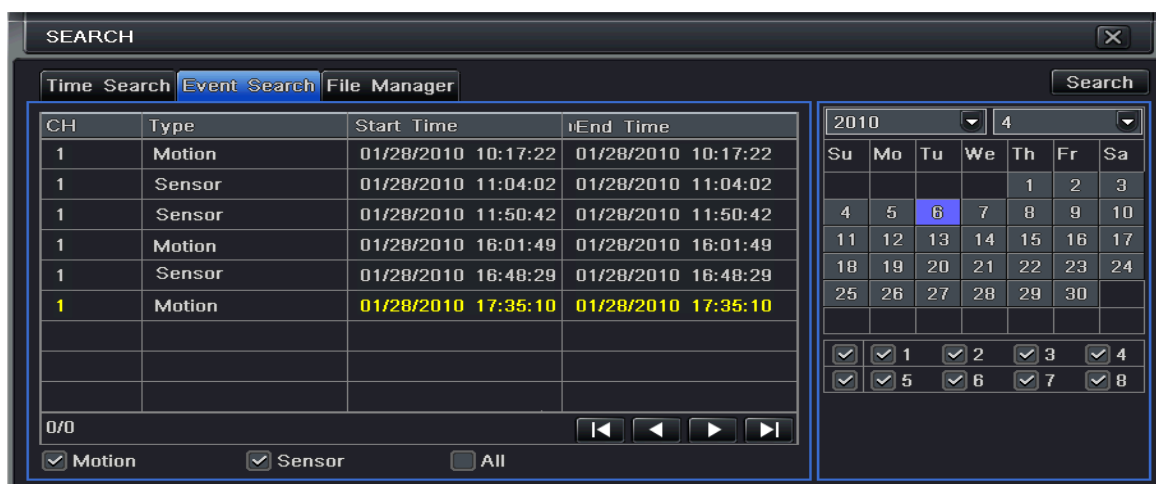 SEARCH
Time Search Event Search File Manager Search
CH Type Start Time End Time
1 Motion 01/28/2010 10:17:22 01/28/2010 10:17:22
1 Sensor 01/28/2010 11:04:02 01/28/2010 11:04:02
1 Sensor 01/28/2010 11:50:42 01/28/2010 11:50:42
1 Motion 01/28/2010 16:01:49 01/28/2010 16:01:49
1 Sensor 01/28/2010 16:48:29 01/28/2010 16:48:29
1 Motion 01/28/2010 17:35:10 01/28/2010 17:35:10
0/0
Motion Sensor All
2010 4
Su Mo Tu We Th Fr Sa
1 2 3
4 5 6 7 8 9 10
11 12 13 14 15 16 17
18 19 20 21 22 23 24
25 26 27 28 29 30
1 2 3 4
5 6 7 8